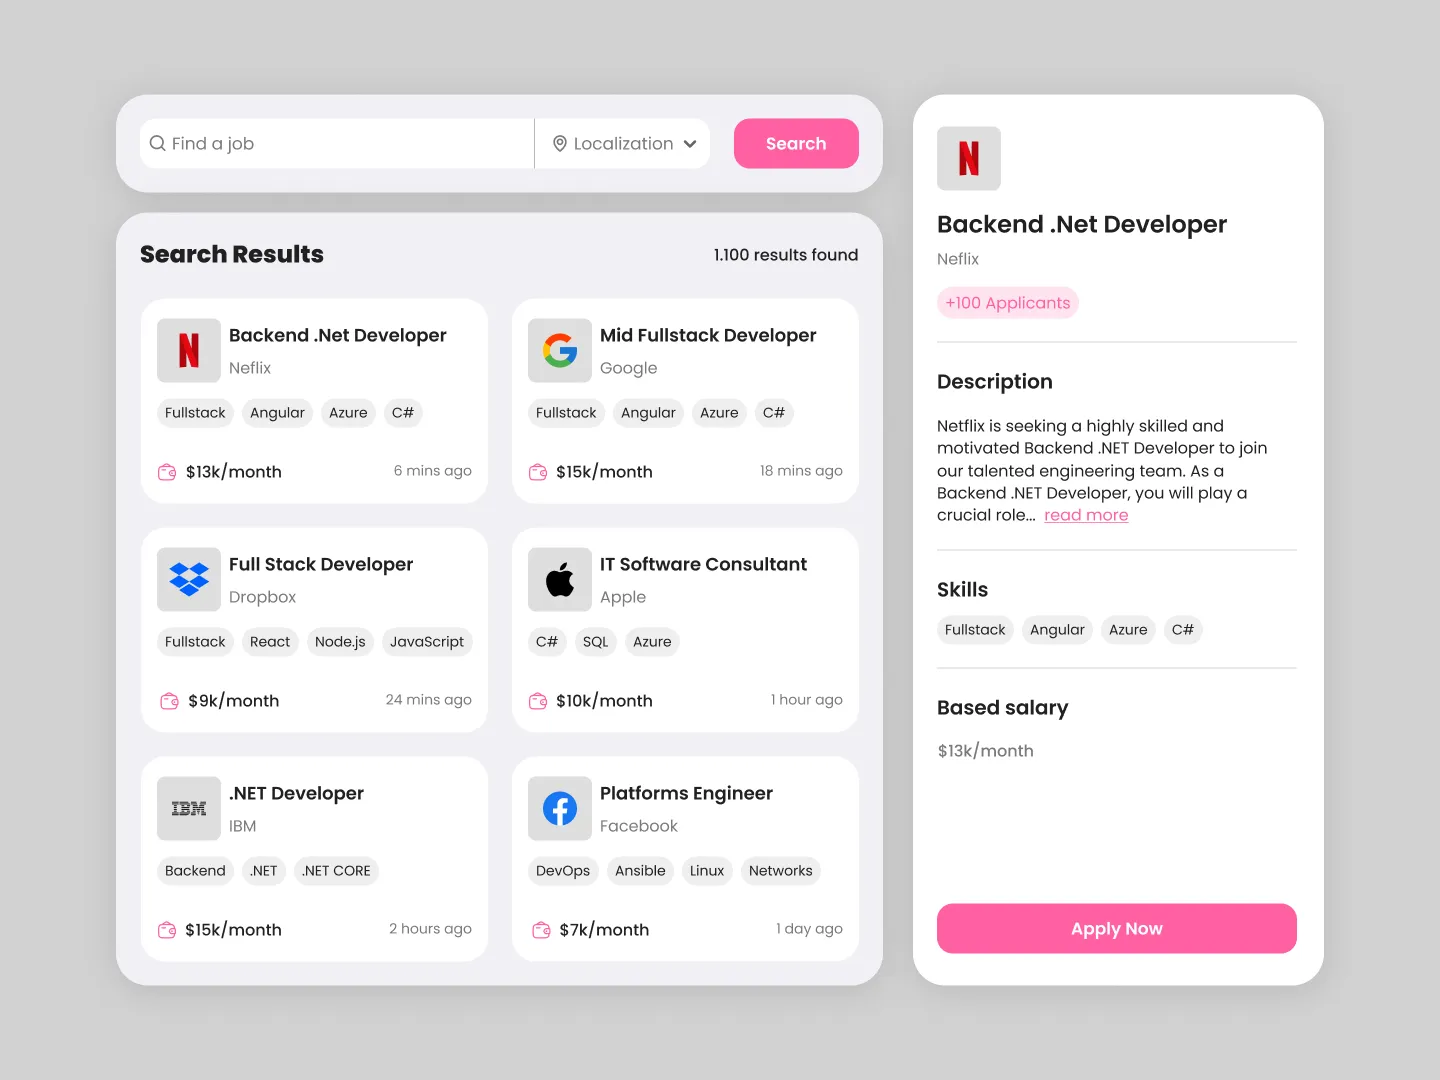 Find a job
Localization
Search
Search Results
1.100 results found
Backend .Net Developer
Neflix
Fullstack Angular Azure C#
$13k/month
6 mins ago
Mid Fullstack Developer
Google
Fullstack Angular Azure C#
$15k/month
18 mins ago
Full Stack Developer
Dropbox
Fullstack React Node.js JavaScript
$9k/month
24 mins ago
IT Software Consultant
Apple
C# SQL Azure
$10k/month
1 hour ago
IBM
.NET Developer
IBM
Backend .NET .NET CORE
$15k/month
2 hours ago
Platforms Engineer
Facebook
DevOps Ansible Linux Networks
$7k/month
1 day ago
Backend .Net Developer
Neflix
+100 Applicants
Description
Netflix is seeking a highly skilled and
motivated Backend .NET Developer to join
our talented engineering team. As a
Backend .NET Developer, you will play a
crucial role... read more
Skills
Fullstack Angular Azure C#
Based salary
$13k/month
Apply Now